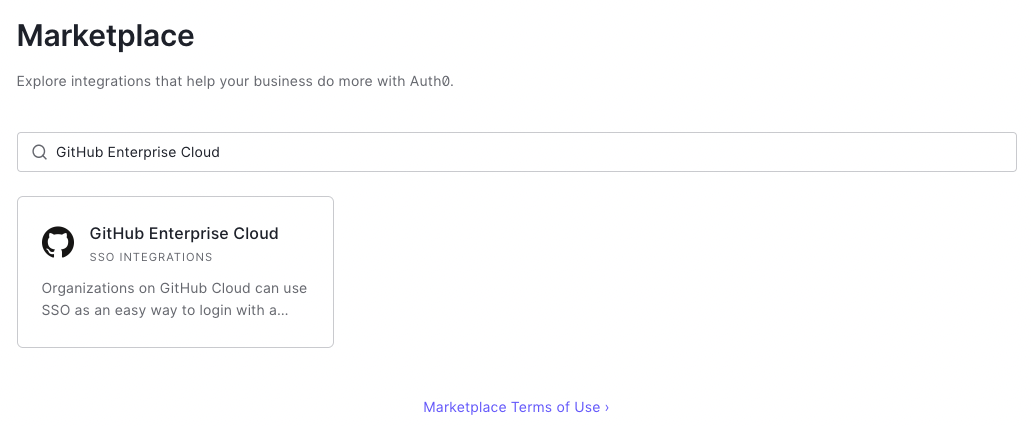 Marketplace
Explore integrations that help your business do more with Auth0.
GitHub Enterprise Cloud
GitHub Enterprise Cloud
SSO INTEGRATIONS
Organizations on GitHub Cloud can use
SSO as an easy way to login with a...
Marketplace Terms of Use ›